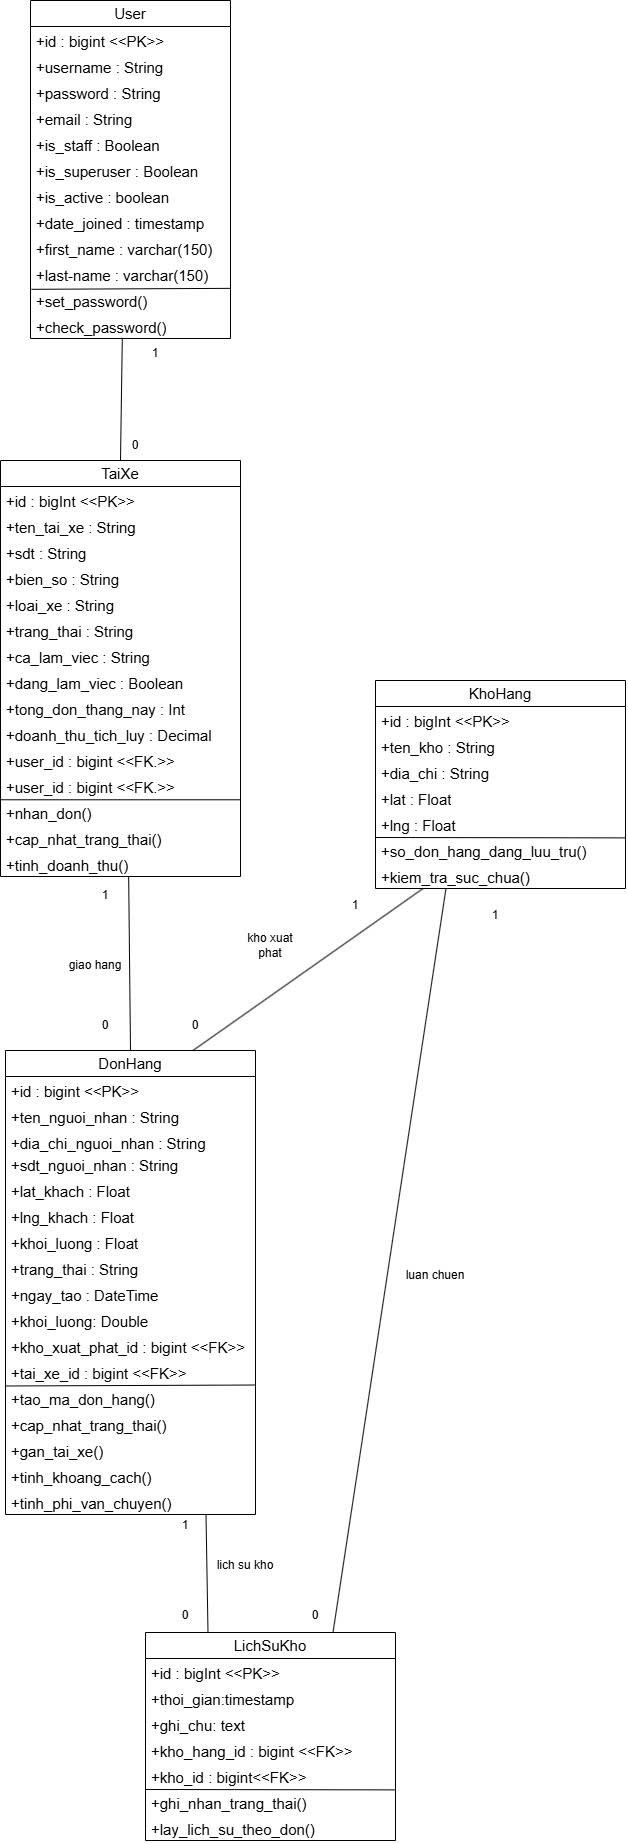 User
+id : bigint <<PK>>
+username : String
+password : String
+email : String
+is_staff : Boolean
+is_superuser : Boolean
+is_active : boolean
+date_joined : timestamp
+first_name : varchar(150)
+last-name : varchar(150)
+set_password()
+check_password()
1
0
TaiXe
+id : bigInt <<PK>>
+ten_tai_xe : String
+sdt : String
+bien_so : String
+loai_xe : String
+trang_thai : String
+ca_lam_viec : String
+dang_lam_viec : Boolean
+tong_don_thang_nay : Int
+doanh_thu_tich_luy : Decimal
+user_id : bigint <<FK.>>
+user_id : bigint <<FK.>>
+nhan_don()
+cap_nhat_trang_thai()
+tinh_doanh_thu()
KhoHang
+id : bigInt <<PK>>
+ten_kho : String
+dia_chi : String
+lat : Float
+lng : Float
+so_don_hang_dang_luu_tru()
+kiem_tra_suc_chua()
1
1
1
kho xuat
phat
giao hang
0
0
DonHang
+id : bigint <<PK>>
+ten_nguoi_nhan : String
+dia_chi_nguoi_nhan : String
+sdt_nguoi_nhan : String
+lat_khach : Float
+lng_khach : Float
+khoi_luong : Float
+trang_thai : String
+ngay_tao : DateTime
+khoi_luong: Double
+kho_xuat_phat_id : bigint <<FK>>
+tai_xe_id : bigint <<FK>>
+tao_ma_don_hang()
+cap_nhat_trang_thai()
+gan_tai_xe()
+tinh_khoang_cach()
+tinh_phi_van_chuyen()
luan chuen
1
lich su kho
0
0
LichSuKho
+id : bigInt <<PK>>
+thoi_gian:timestamp
+ghi_chu: text
+kho_hang_id : bigint <<FK>>
+kho_id : bigint<<FK>>
+ghi_nhan_trang_thai()
+lay_lich_su_theo_don()